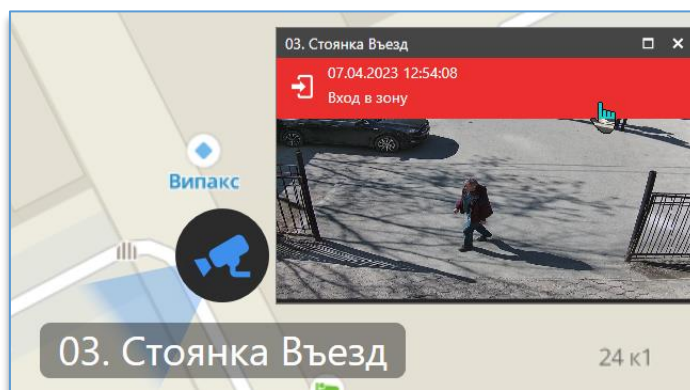 03. Стоянка Въезд
07.04.2023 12:54:08
Вход в зону
Випакс
03. Стоянка Въезд
24 к1